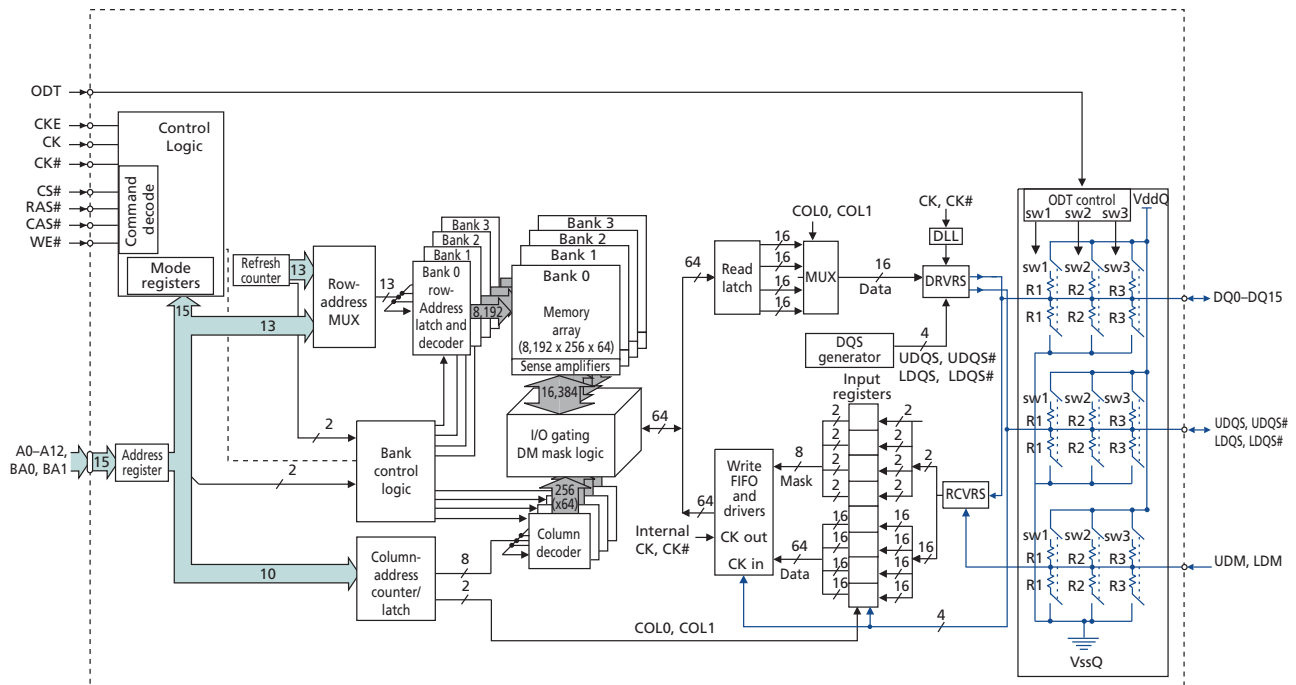 ODT
CKE
CK
CK#
CS#
RAS#
CAS#
WE#
Control
Logic
Command
decode
Mode
registers
15
A0–A12,
BA0, BA1
15
Address
register
Refresh
counter
13
13
Row-
address
MUX
13
2
2
10
Bank
control
logic
Column-
address
counter/
latch
8
2
Bank 3
Bank 2
Bank 1
Bank 0
row-
Address
latch and
decoder
8,192
Bank 3
Bank 2
Bank 1
Bank 0
Memory
array
(8,192 x 256 x 64)
Sense amplifiers
16,384
I/O gating
DM mask logic
256
(x64)
Column
decoder
COL0, COL1
64
64
64
Read
latch
16
16
16
16
COL0, COL1
MUX
16
Data
CK, CK#
DLL
DRVRS
DQS
generator
4
UDQS, UDQS#
LDQS, LDQS#
Input
registers
2
2
2
2
2
2
2
2
2
8
Mask
16
16
16
16
16
16
16
16
16
64
Data
Write
FIFO
and
drivers
CK out
CK in
Internal
CK, CK#
RCVRS
4
ODT control
VddQ
sw1 sw2 sw3
sw1 sw2 sw3
R1 R2 R3
R1 R2 R3
sw1 sw2 sw3
R1 R2 R3
R1 R2 R3
sw1 sw2 sw3
R1 R2 R3
R1 R2 R3
VssQ
DQ0–DQ15
UDQS, UDQS#
LDQS, LDQS#
UDM, LDM